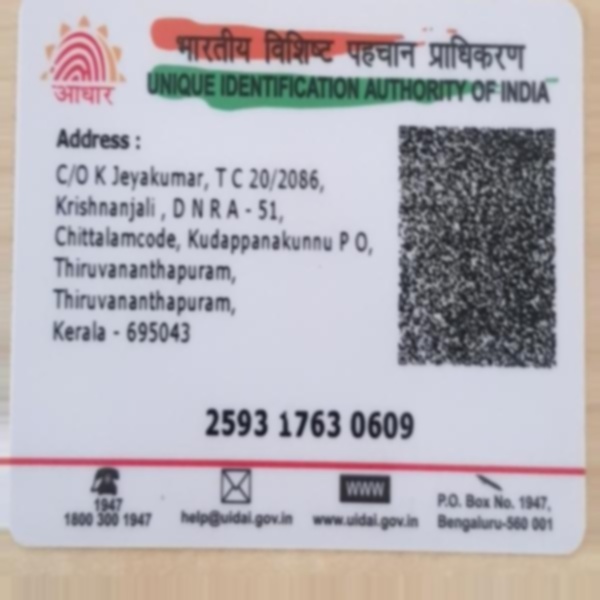 भारतीय विशिष्ट पहचान प्राधिकरण
UNIQUE IDENTIFICATION AUTHORITY OF INDIA
आधार
Address :
C/O K Jeyakumar, T C 20/2086,
Krishnanjali , D N R A - 51,
Chittalamcode, Kudappanakunnu P O,
Thiruvananthapuram,
Thiruvananthapuram,
Kerala - 695043
2593 1763 0609
1947
1800 300 1947
help@uidai.gov.in
WWW
www.uidai.gov.in
P.O. Box No. 1947,
Bengaluru-560 001